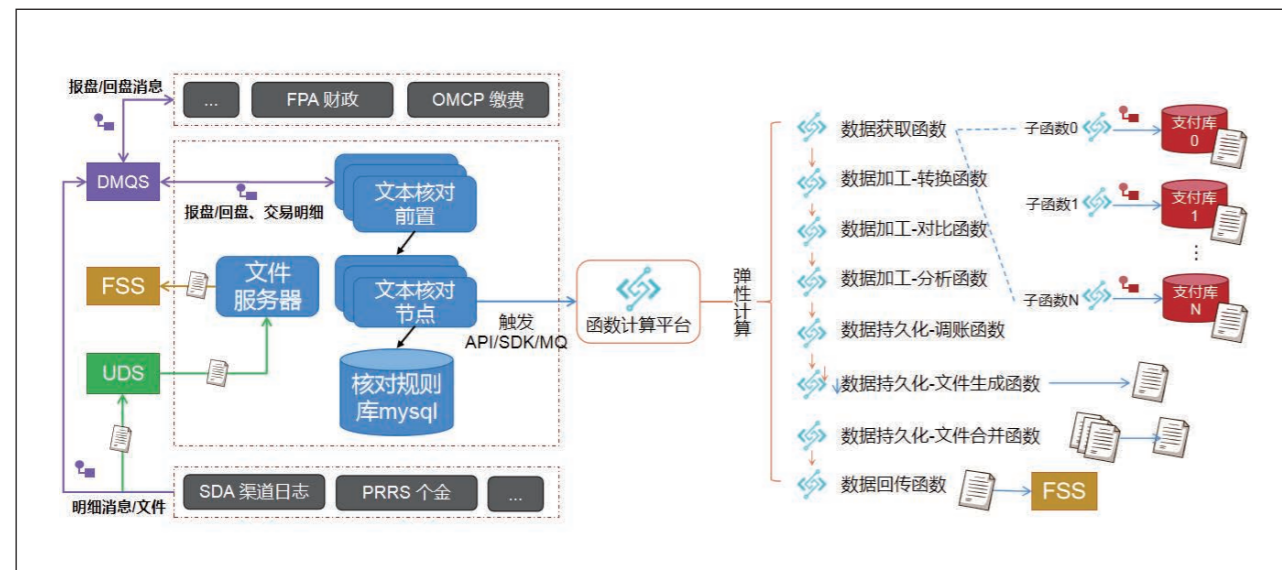 报盘/回盘消息
...
FPA 财政
OMCP 缴费
DMQS
报盘/回盘、交易明细
文本核对
前置
FSS
文件
服务器
文本核对
节点
触发
API/SDK/MQ
UDS
核对规则
库mysql
明细消息/文件
SDA 渠道日志
PRRS 个金
...
函数计算平台
弹性计算
数据获取函数
数据加工-转换函数
数据加工-对比函数
数据加工-分析函数
数据持久化-调账函数
数据持久化-文件生成函数
数据持久化-文件合并函数
数据回传函数
FSS
子函数0
支付库
0
子函数1
支付库
1
⋮
子函数N
支付库
N